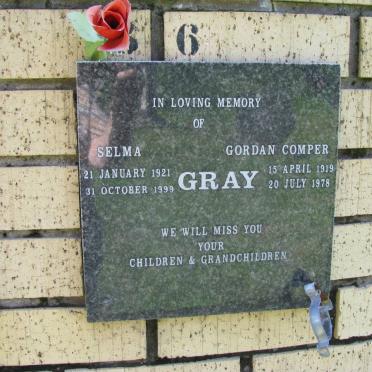 6
IN LOVING MEMORY
OF
SELMA GORDAN COMPER
21 JANUARY 1921 15 APRIL 1919
31 OCTOBER 1999 GRAY 20 JULY 1978
WE WILL MISS YOU
YOUR
CHILDREN & GRANDCHILDREN